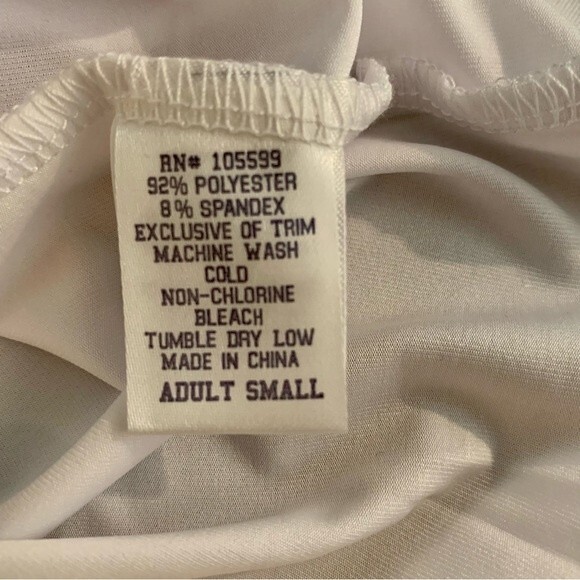 RN# 105599
92% POLYESTER
8% SPANDEX
EXCLUSIVE OF TRIM
MACHINE WASH
COLD
NON-CHLORINE
BLEACH
TUMBLE DRY LOW
MADE IN CHINA
ADULT SMALL